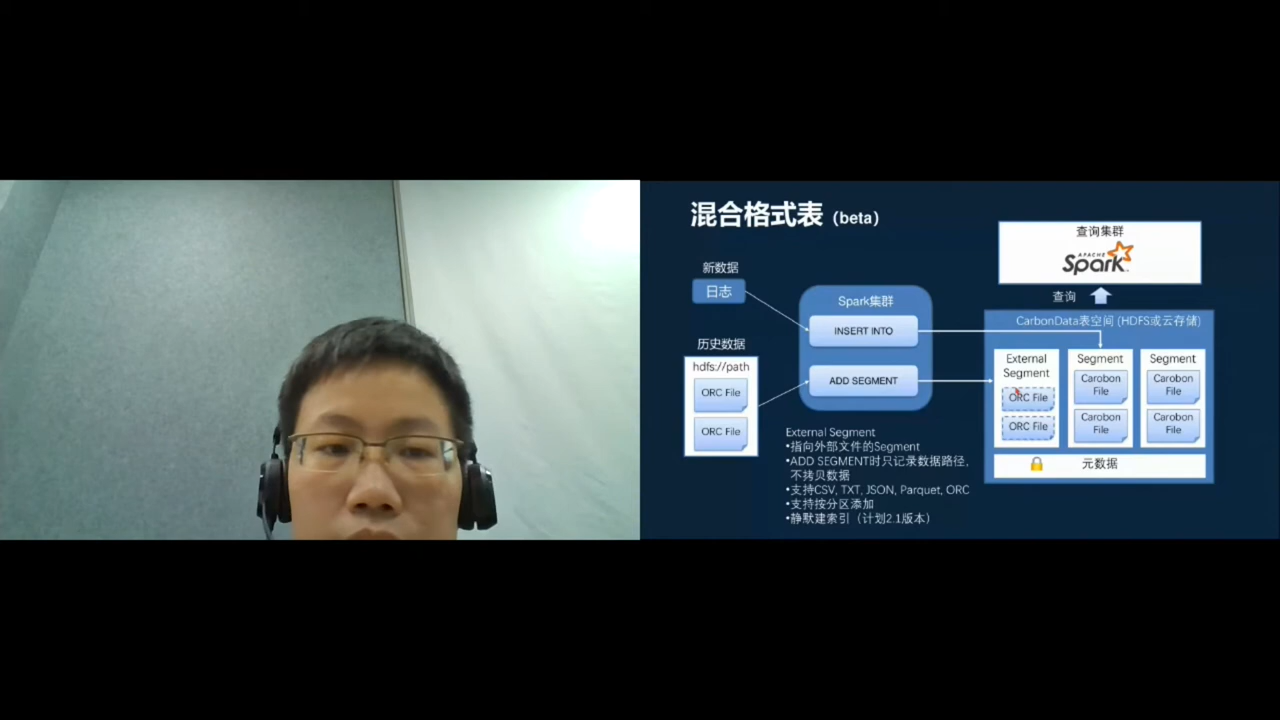 混合格式表（beta）
新数据
日志
历史数据
hdfs://path
ORC File
ORC File
Spark集群
INSERT INTO
ADD SEGMENT
External Segment
•指向外部文件的Segment
•ADD SEGMENT时只记录数据路径，
不拷贝数据
•支持CSV, TXT, JSON, Parquet, ORC
•支持按分区添加
•静默建索引（计划2.1版本）
查询集群
APACHE
Spark
查询
CarbonData表空间 (HDFS或云存储)
External
Segment
ORC File
ORC File
Segment
Carobon
File
Carobon
File
Segment
Carobon
File
Carobon
File
元数据